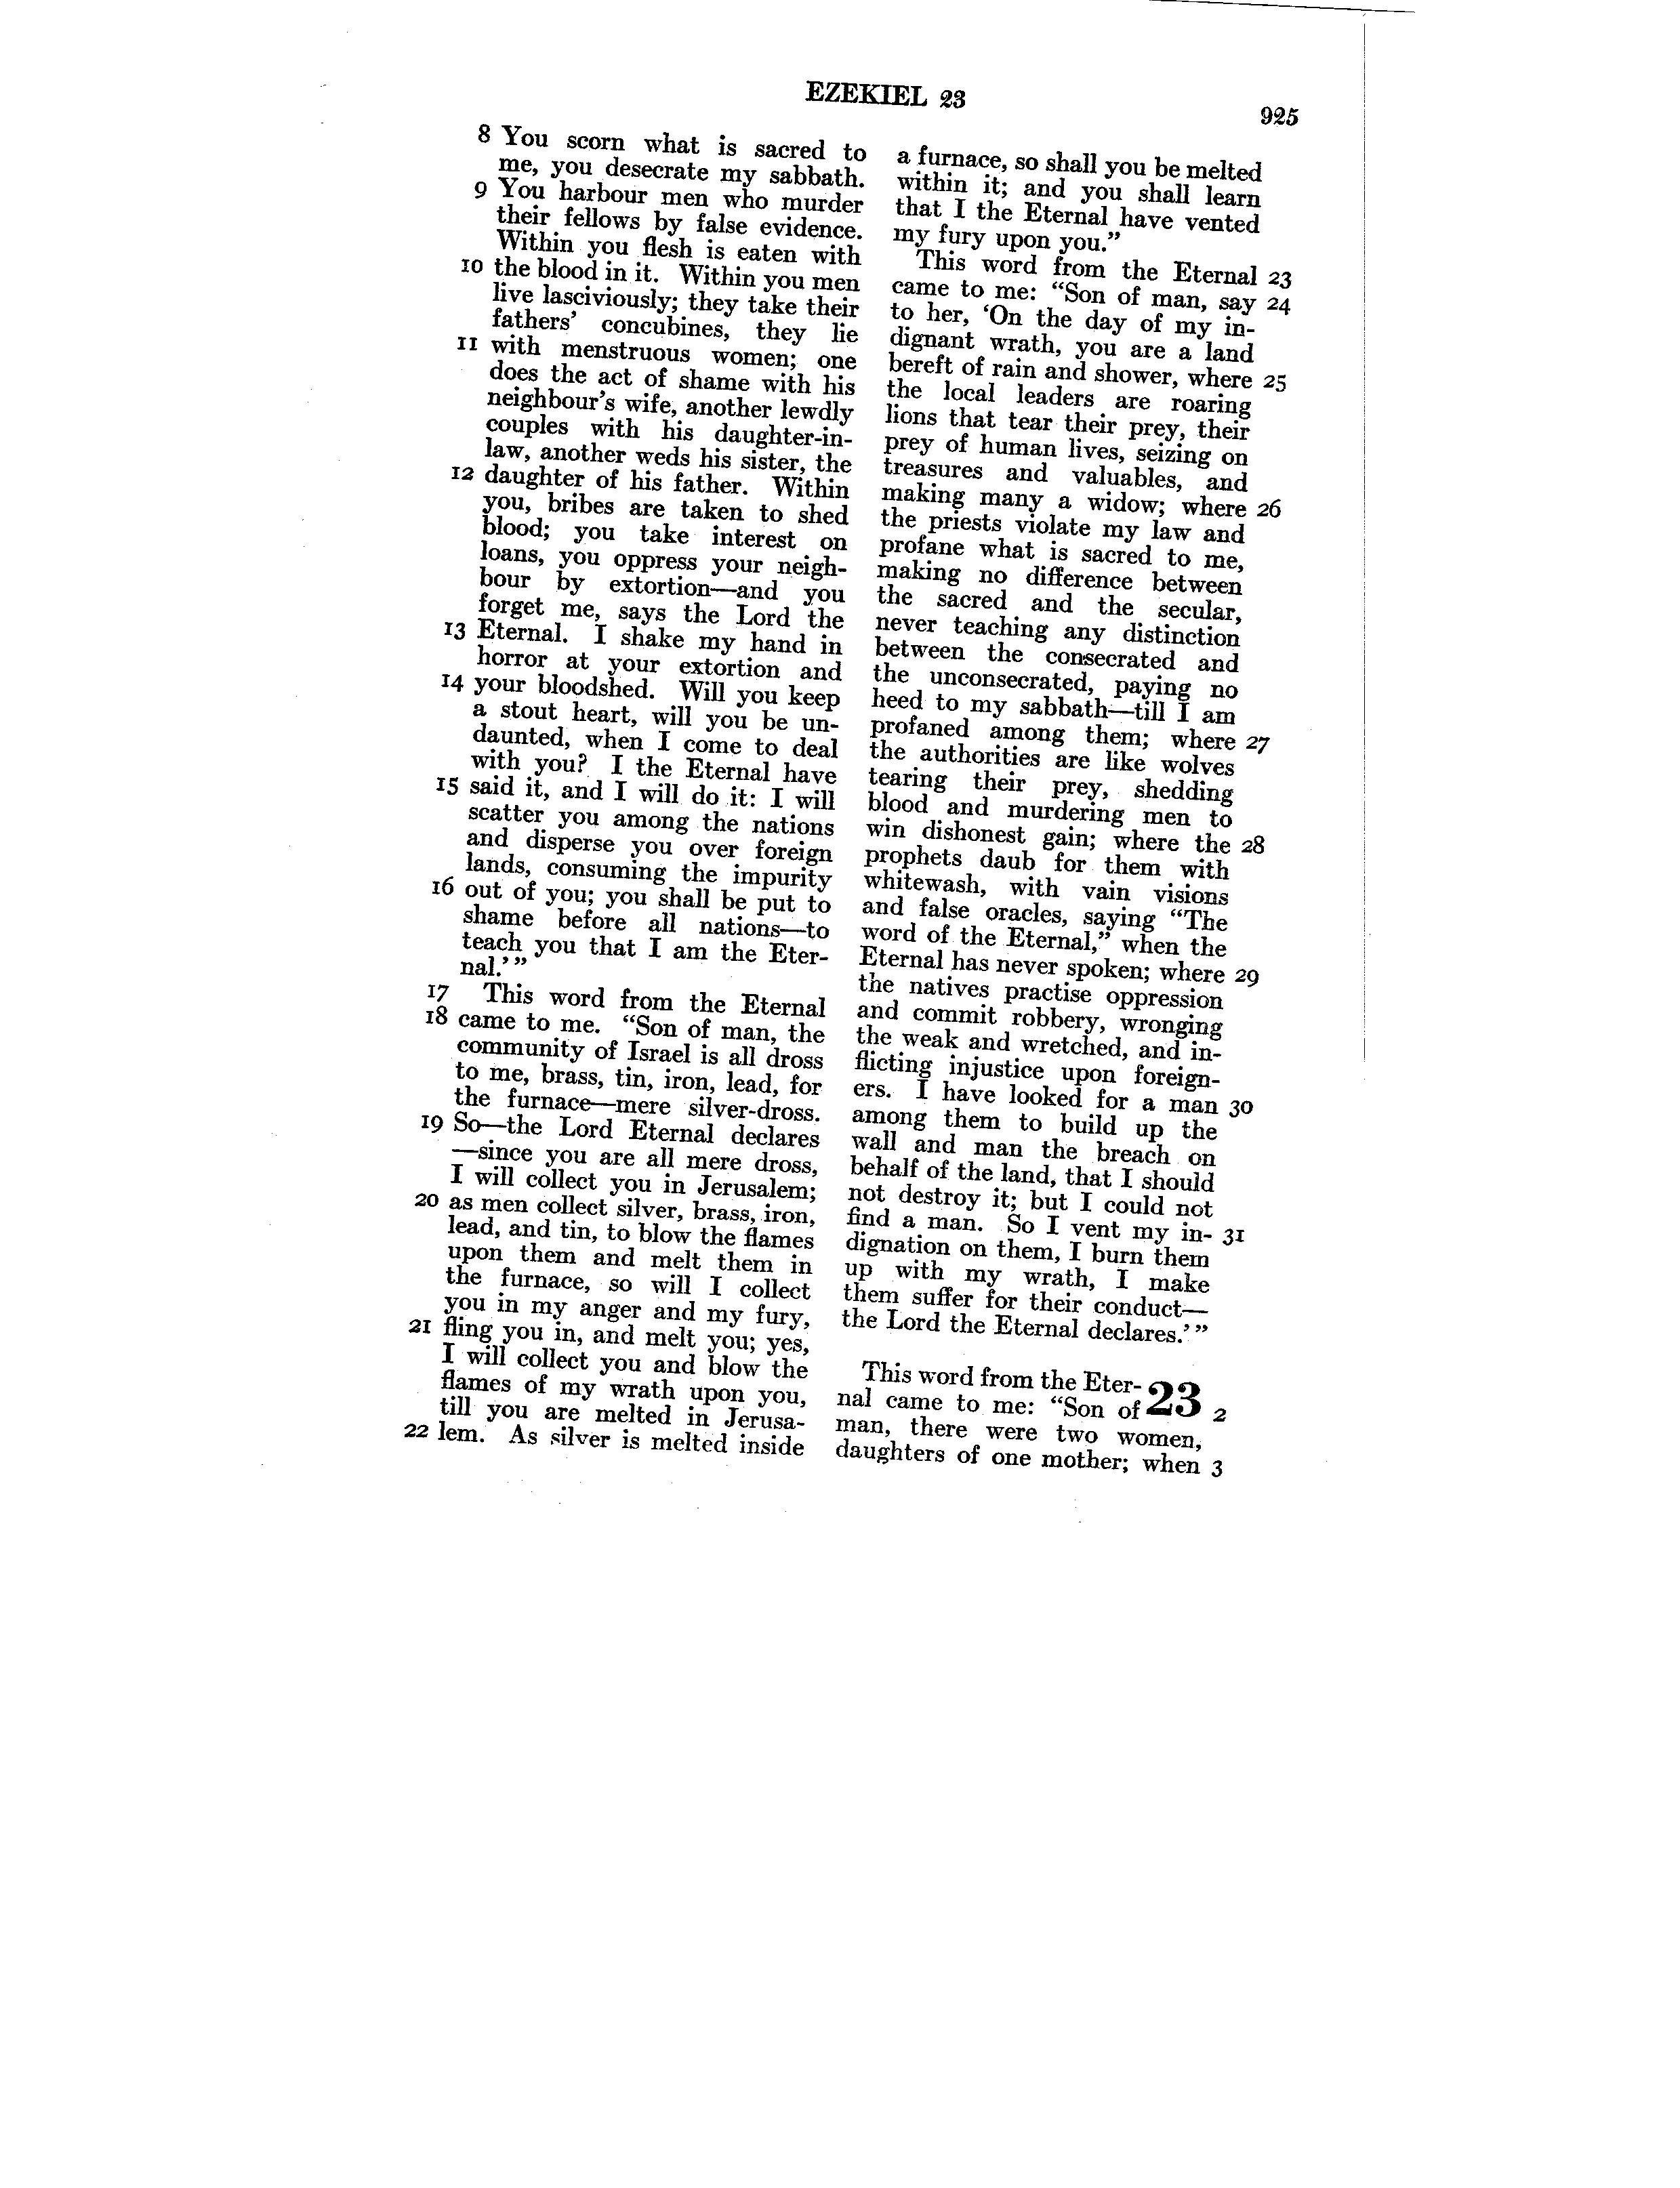 EZEKIEL 23
925
8 You scorn what is sacred to
me, you desecrate my sabbath.
9 You harbour men who murder
their fellows by false evidence.
Within you flesh is eaten with
10 the blood in it. Within you men
live lasciviously; they take their
fathers' concubines, they lie
11 with menstruous women; one
does the act of shame with his
neighbour's wife, another lewdly
couples with his daughter-in-
law, another weds his sister, the
12 daughter of his father. Within
you, bribes are taken to shed
blood; you take interest on
loans, you oppress your neigh-
bour by extortion—and you
forget me, says the Lord the
13 Eternal. I shake my hand in
horror at your extortion and
14 your bloodshed. Will you keep
a stout heart, will you be un-
daunted, when I come to deal
with you? I the Eternal have
15 said it, and I will do it: I will
scatter you among the nations
and disperse you over foreign
lands, consuming the impurity
16 out of you; you shall be put to
shame before all nations—to
teach you that I am the Eter-
nal.' "
17 This word from the Eternal
18 came to me. "Son of man, the
community of Israel is all dross
to me, brass, tin, iron, lead, for
the furnace—mere silver-dross.
19 So—the Lord Eternal declares
—since you are all mere dross,
I will collect you in Jerusalem;
20 as men collect silver, brass, iron,
lead, and tin, to blow the flames
upon them and melt them in
the furnace, so will I collect
you in my anger and my fury,
21 fling you in, and melt you; yes,
I will collect you and blow the
flames of my wrath upon you,
till you are melted in Jerusa-
22 lem. As silver is melted inside
a furnace, so shall you be melted
within it; and you shall learn
that I the Eternal have vented
my fury upon you."
This word from the Eternal 23
came to me: "Son of man, say 24
to her, 'On the day of my in-
dignant wrath, you are a land
bereft of rain and shower, where 25
the local leaders are roaring
lions that tear their prey, their
prey of human lives, seizing on
treasures and valuables, and
making many a widow; where 26
the priests violate my law and
profane what is sacred to me,
making no difference between
the sacred and the secular,
never teaching any distinction
between the consecrated and
the unconsecrated, paying no
heed to my sabbath—till I am
profaned among them; where 27
the authorities are like wolves
tearing their prey, shedding
blood and murdering men to
win dishonest gain; where the 28
prophets daub for them with
whitewash, with vain visions
and false oracles, saying "The
word of the Eternal," when the
Eternal has never spoken; where 29
the natives practise oppression
and commit robbery, wronging
the weak and wretched, and in-
flicting injustice upon foreign-
ers. I have looked for a man 30
among them to build up the
wall and man the breach on
behalf of the land, that I should
not destroy it; but I could not
find a man. So I vent my in- 31
dignation on them, I burn them
up with my wrath, I make
them suffer for their conduct—
the Lord the Eternal declares.' "
This word from the Eter- 23
nal came to me: "Son of 2
man, there were two women,
daughters of one mother; when 3